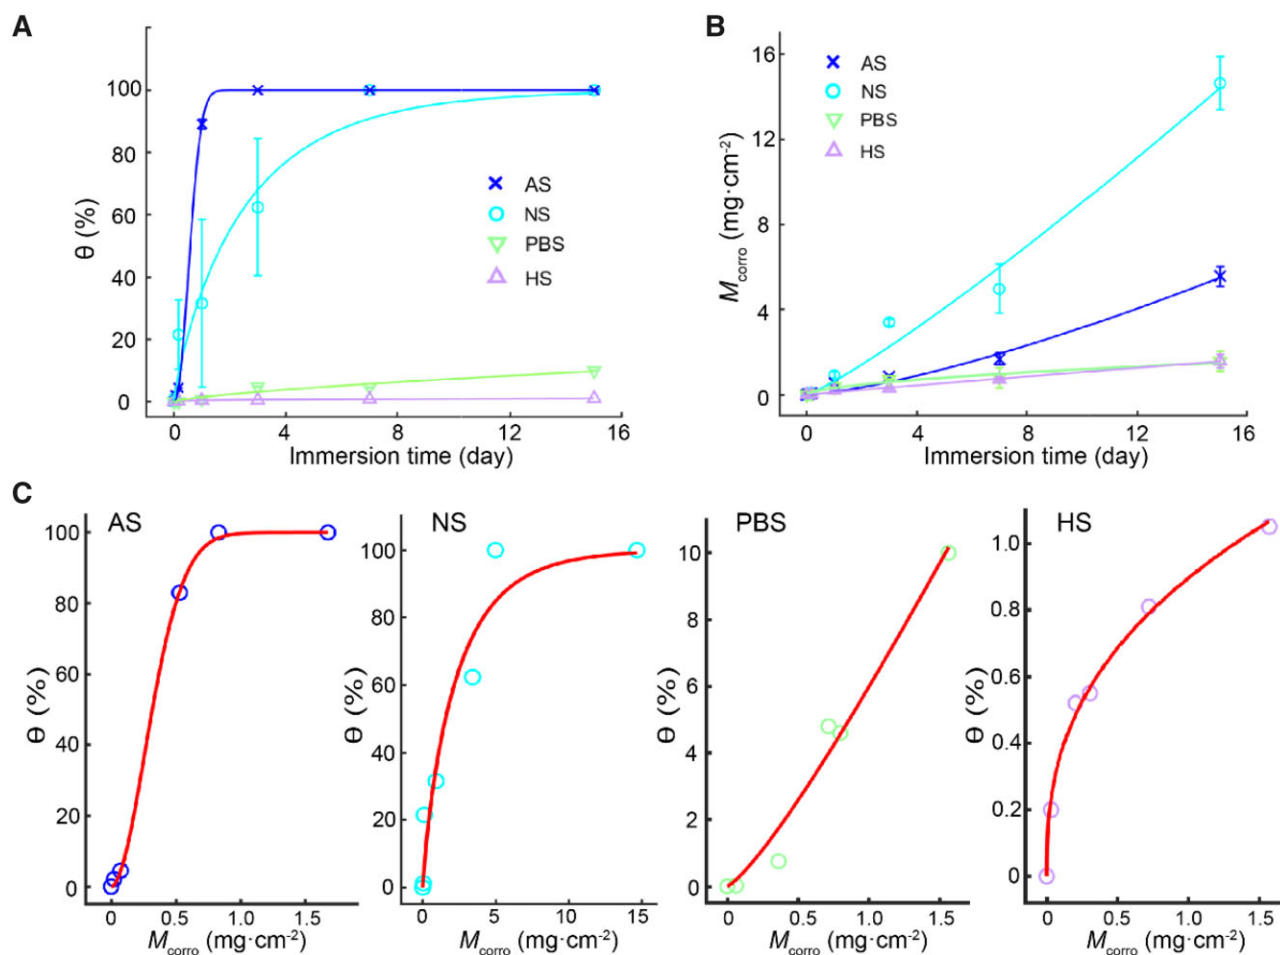 A
B
100
80
60
40
20
0
θ (%)
AS
NS
PBS
HS
0
4
8
12
16
Immersion time (day)
16
12
8
4
0
Mcorro (mg·cm-2)
AS
NS
PBS
HS
0
4
8
12
16
Immersion time (day)
C
AS
100
80
60
40
20
0
θ (%)
0
0.5
1.0
1.5
Mcorro (mg·cm-2)
NS
100
80
60
40
20
0
θ (%)
0
5
10
15
Mcorro (mg·cm-2)
PBS
10
8
6
4
2
0
θ (%)
0
0.5
1.0
1.5
Mcorro (mg·cm-2)
HS
1.0
0.8
0.6
0.4
0.2
0
θ (%)
0
0.5
1.0
1.5
Mcorro (mg·cm-2)